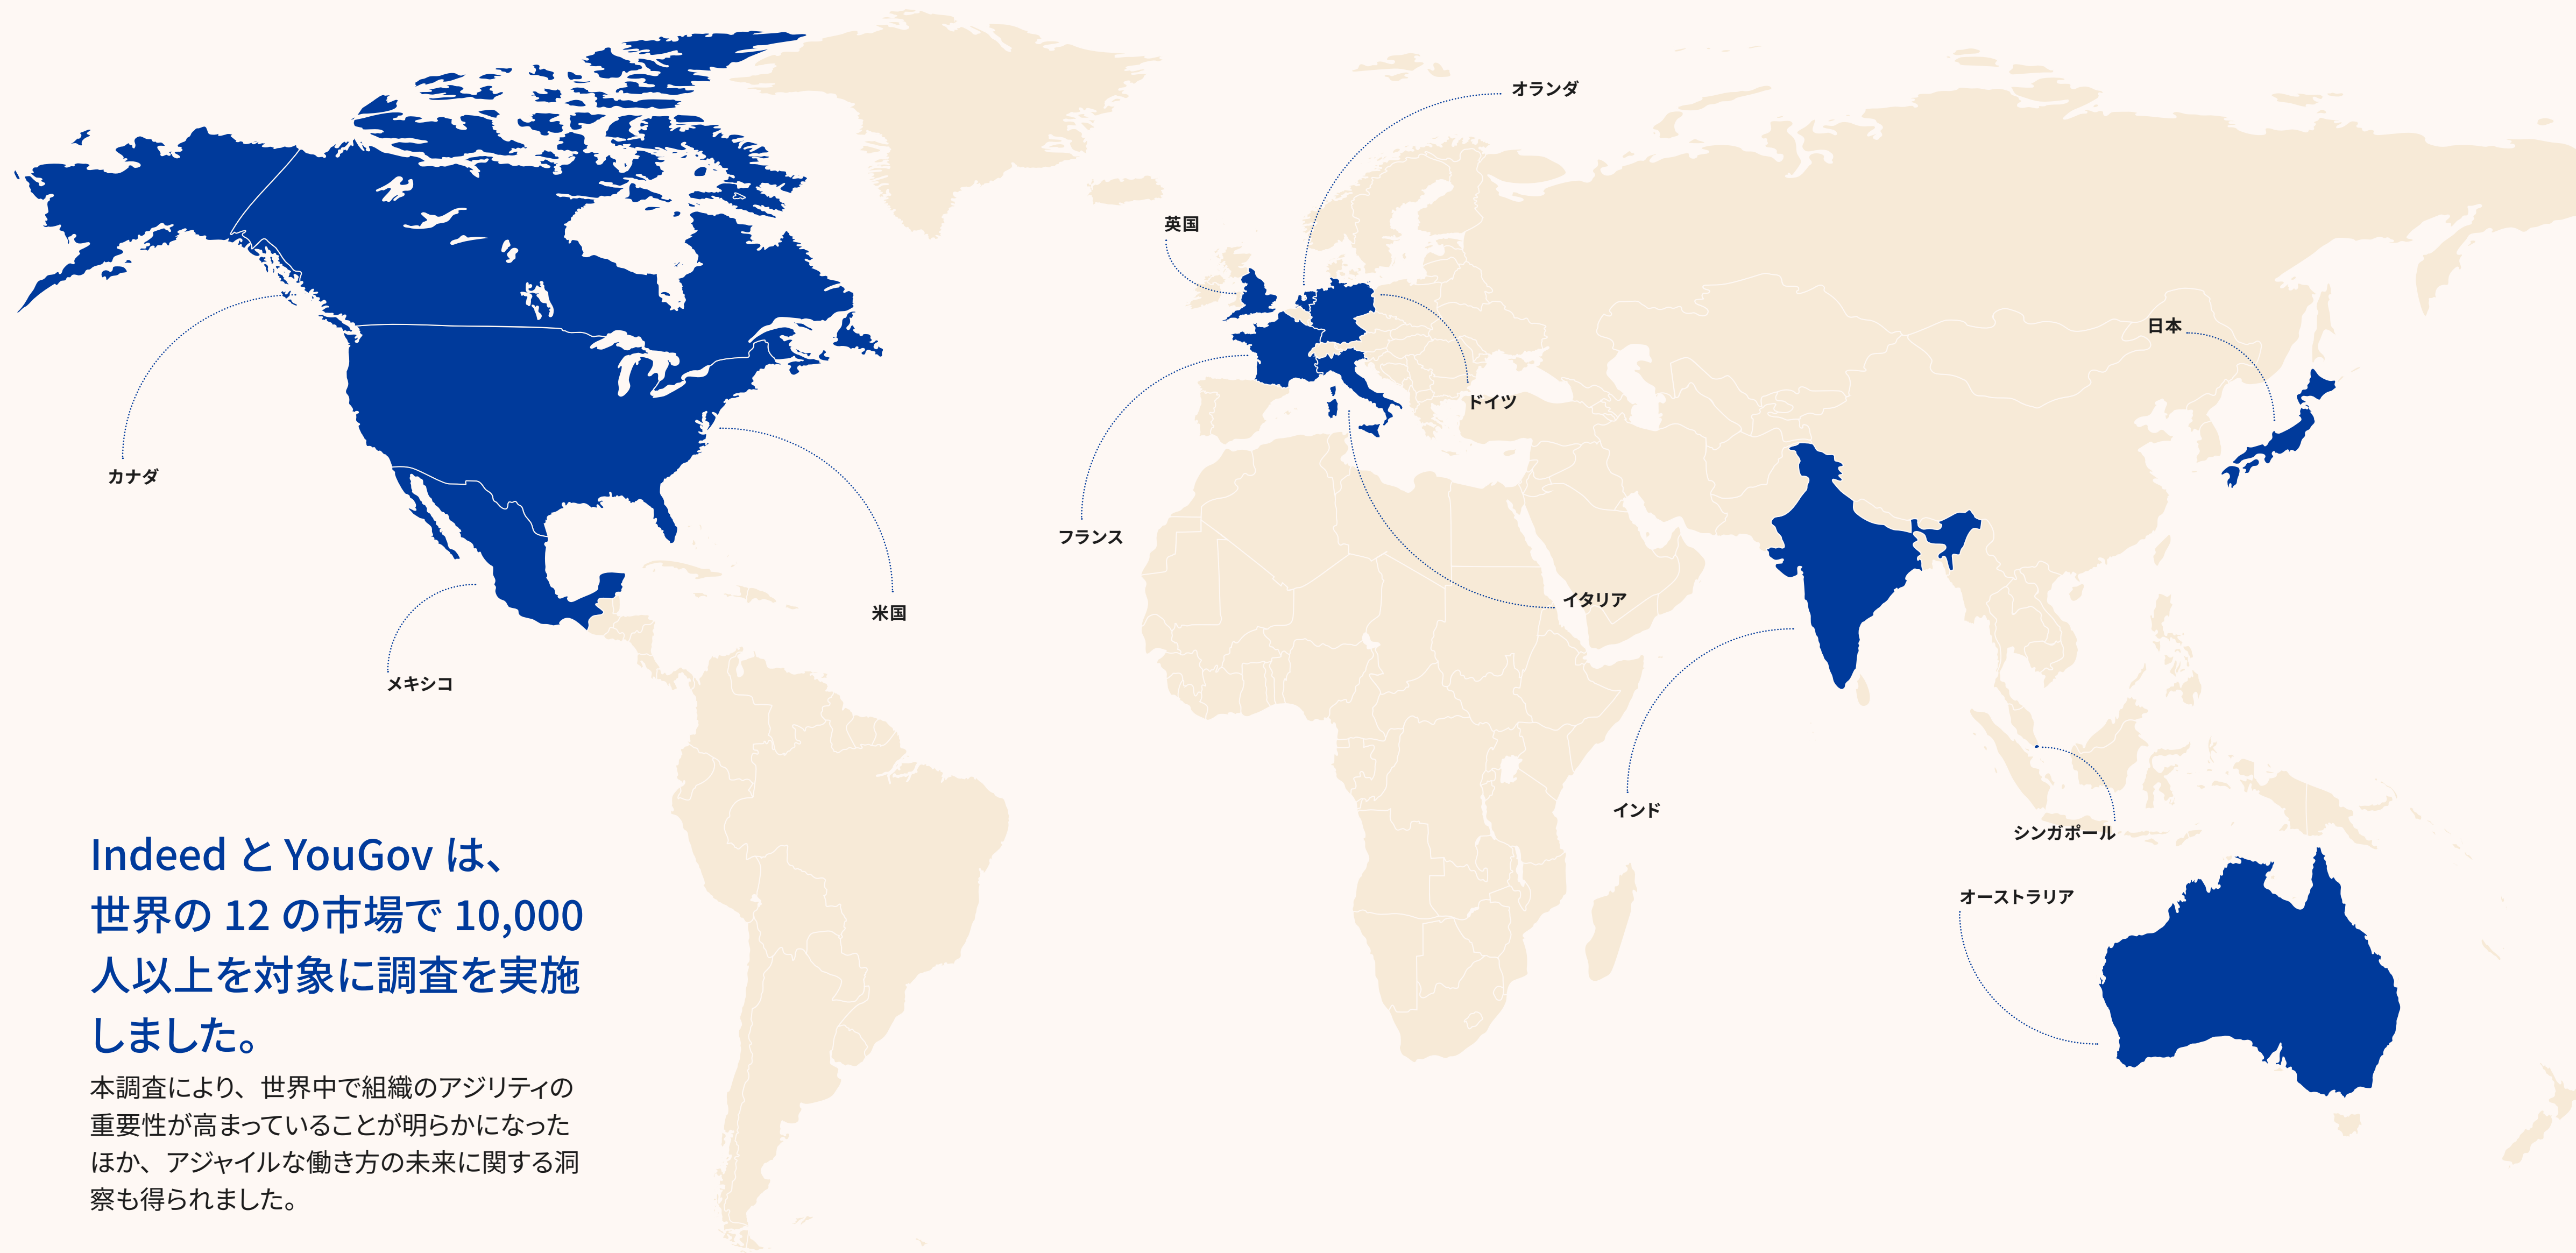 オランダ
英国
日本
ドイツ
カナダ
フランス
イタリア
米国
メキシコ
インド
シンガポール
オーストラリア
Indeed と YouGov は、
世界の 12 の市場で 10,000
人以上を対象に調査を実施
しました。
本調査により、世界中で組織のアジリティの
重要性が高まっていることが明らかになった
ほか、アジャイルな働き方の未来に関する洞
察も得られました。